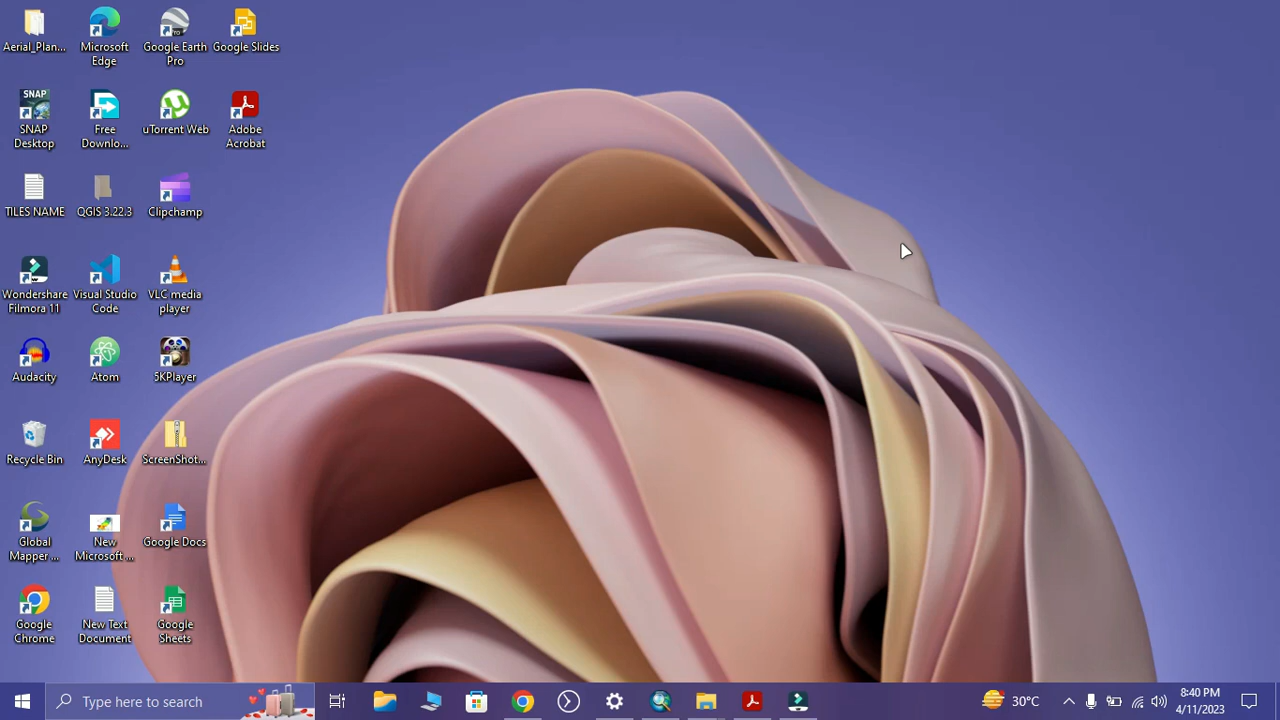 Aerial_Plan...
Microsoft
Edge
Google Earth
Pro
Google Slides
SNAP
SNAP
Desktop
Free
Downlo...
uTorrent Web
Adobe
Acrobat
TILES NAME
QGIS 3.22.3
Clipchamp
Wondershare
Filmora 11
Visual Studio
Code
VLC media
player
Audacity
Atom
5KPlayer
Recycle Bin
AnyDesk
ScreenShot...
Global
Mapper ...
New
Microsoft ...
Google Docs
Google
Chrome
New Text
Document
Google
Sheets
Type here to search
30°C
8:40 PM
4/11/2023